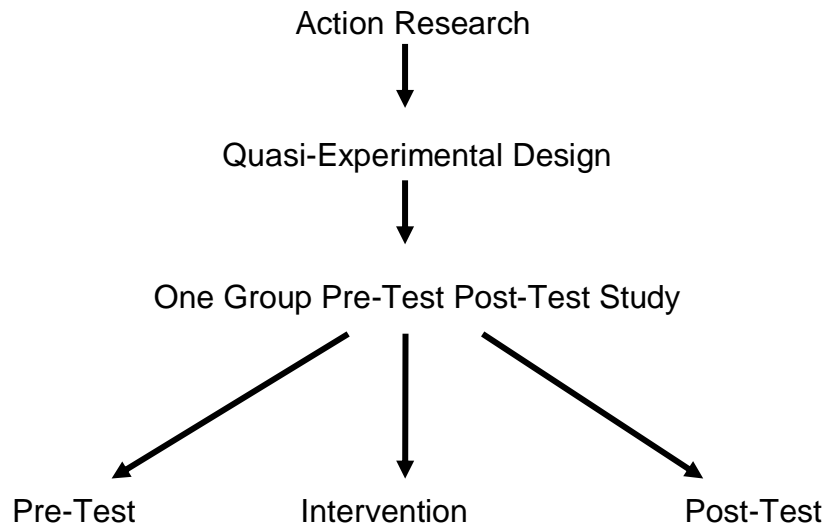 Action Research
Quasi-Experimental Design
One Group Pre-Test Post-Test Study
Pre-Test Intervention Post-Test